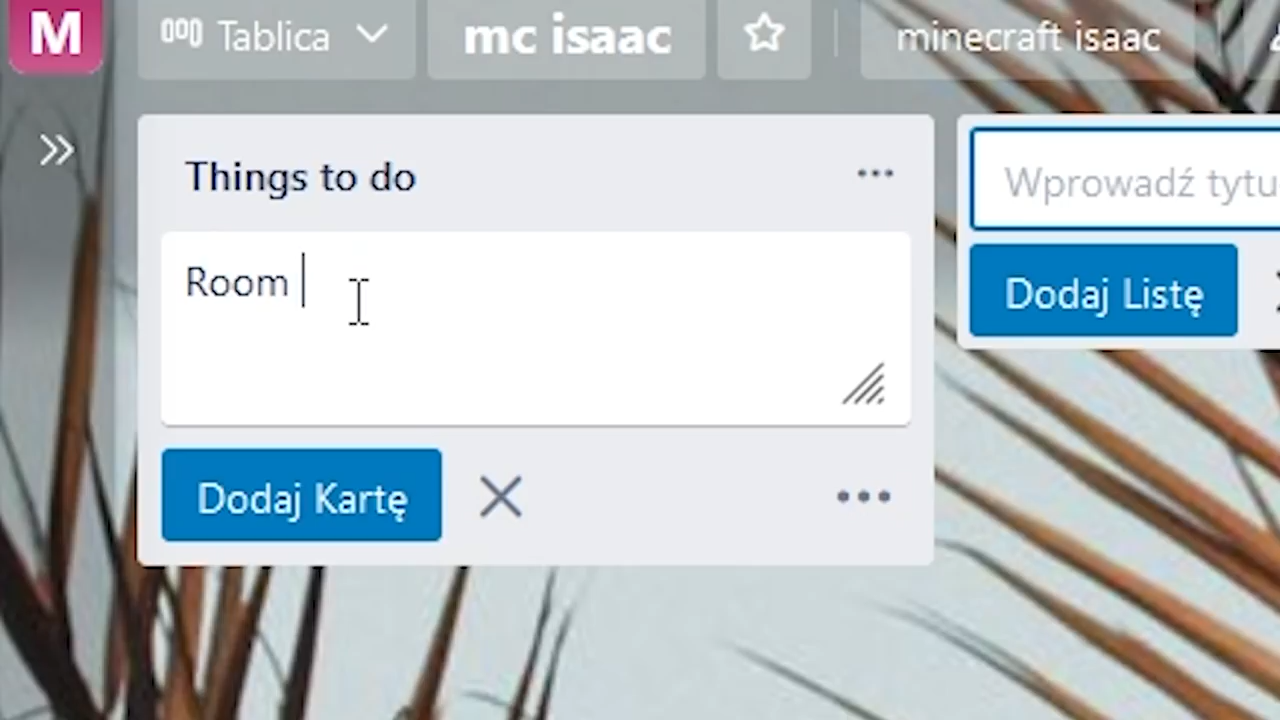 M
Tablica
mc isaac
minecraft isaac
Things to do
Room
Dodaj Kartę
Wprowadź tytu
Dodaj Listę